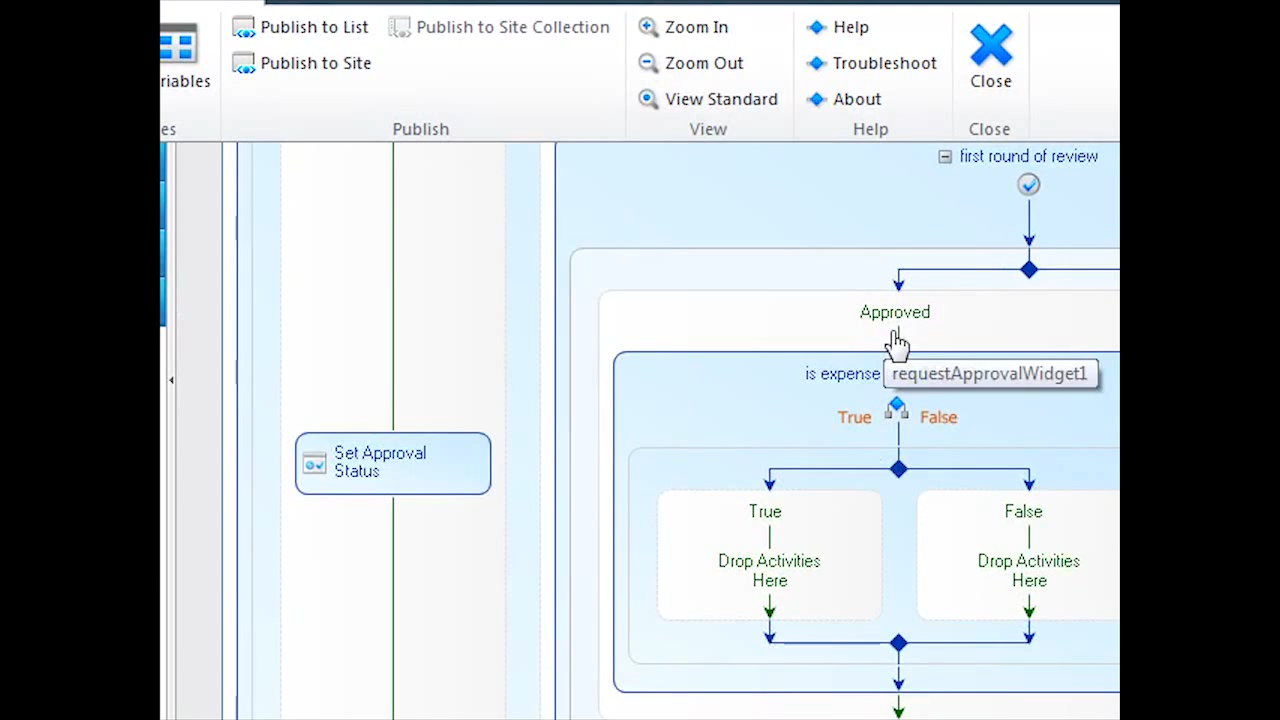 Publish to List
Publish to Site Collection
Zoom In
Help
Publish to Site
Zoom Out
Troubleshoot
riables
View Standard
About
Close
es
Publish
View
Help
Close
first round of review
Approved
is expense
requestApprovalWidget1
True
False
Set Approval
Status
True
False
Drop Activities
Here
Drop Activities
Here